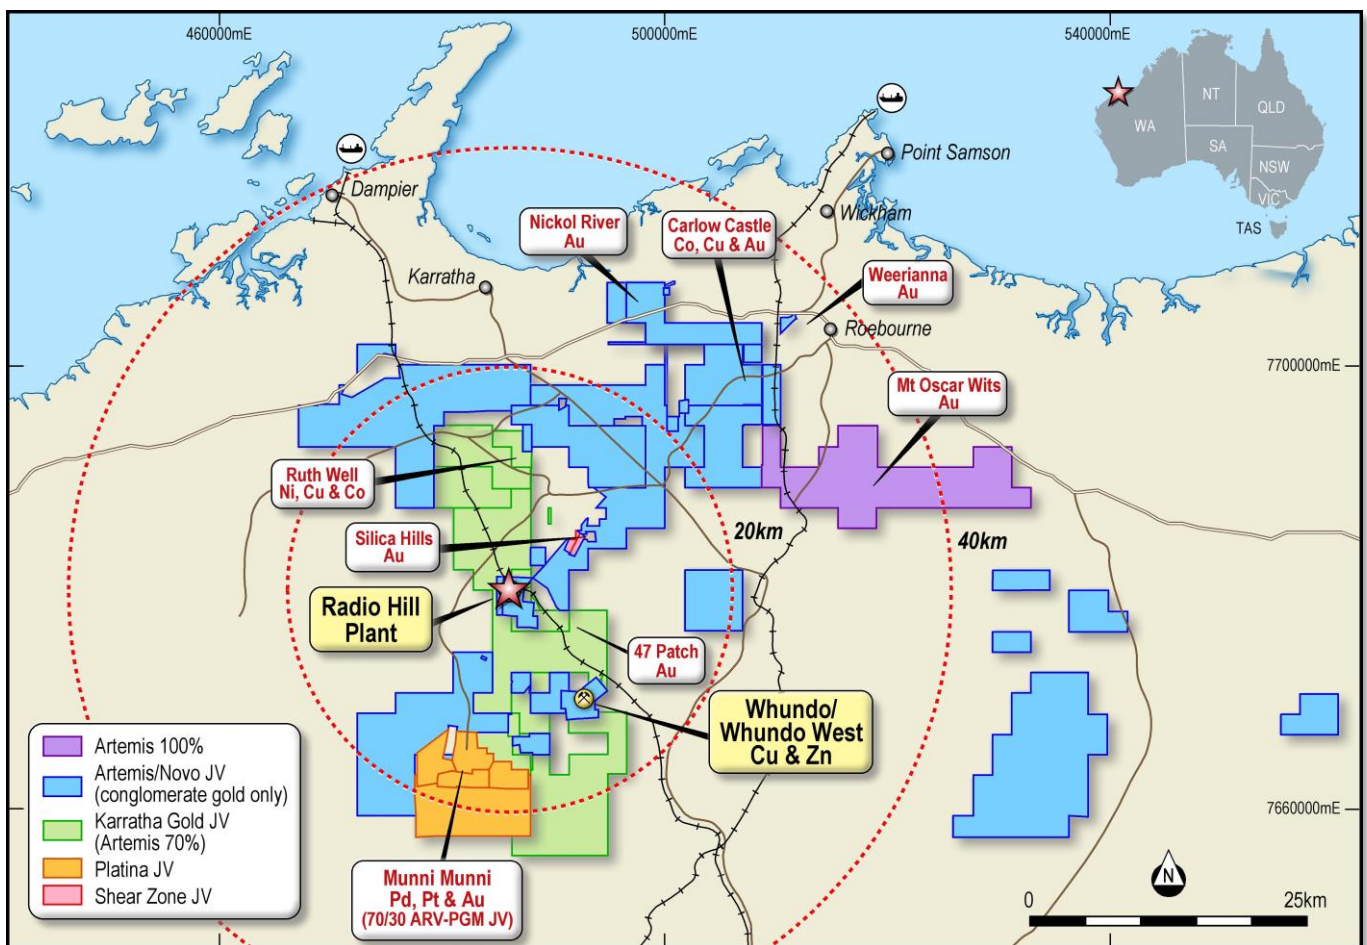 460000mE
500000mE
540000mE
NT
QLD
WA
SA
NSW
VIC
TAS
Point Samson
Dampier
Wickham
Nickol River
Au
Carlow Castle
Co, Cu & Au
Karratha
Weerianna
Au
Roebourne
7700000mE
Mt Oscar Wits
Au
Ruth Well
Ni, Cu & Co
Silica Hills
Au
20km
40km
Radio Hill
Plant
47 Patch
Au
Whundo/
Whundo West
Cu & Zn
Artemis 100%
Artemis/Novo JV
(conglomerate gold only)
Karratha Gold JV
(Artemis 70%)
Platina JV
Shear Zone JV
7660000mE
Munni Munni
Pd, Pt & Au
(70/30 ARV-PGM JV)
N
0
25km